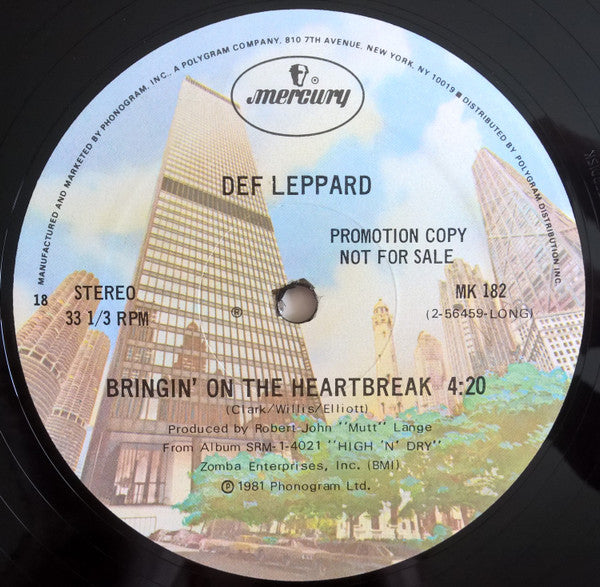 MANUFACTURED AND MARKETED BY PHONOGRAM, INC., A POLYGRAM COMPANY, 810 7TH AVENUE, NEW YORK, NY 10019 ■ DISTRIBUTED BY POLYGRAM DISTRIBUTION INC.
®
mercury
DEF LEPPARD
PROMOTION COPY
NOT FOR SALE
18
STEREO
33 1/3 RPM
℗
MK 182
(2-56459-LONG)
BRINGIN' ON THE HEARTBREAK 4:20
(Clark/Willis/Elliott)
Produced by Robert John "Mutt" Lange
From Album SRM-1-4021 "HIGH 'N' DRY"
Zomba Enterprises, Inc. (BMI)
℗ 1981 Phonogram Ltd.